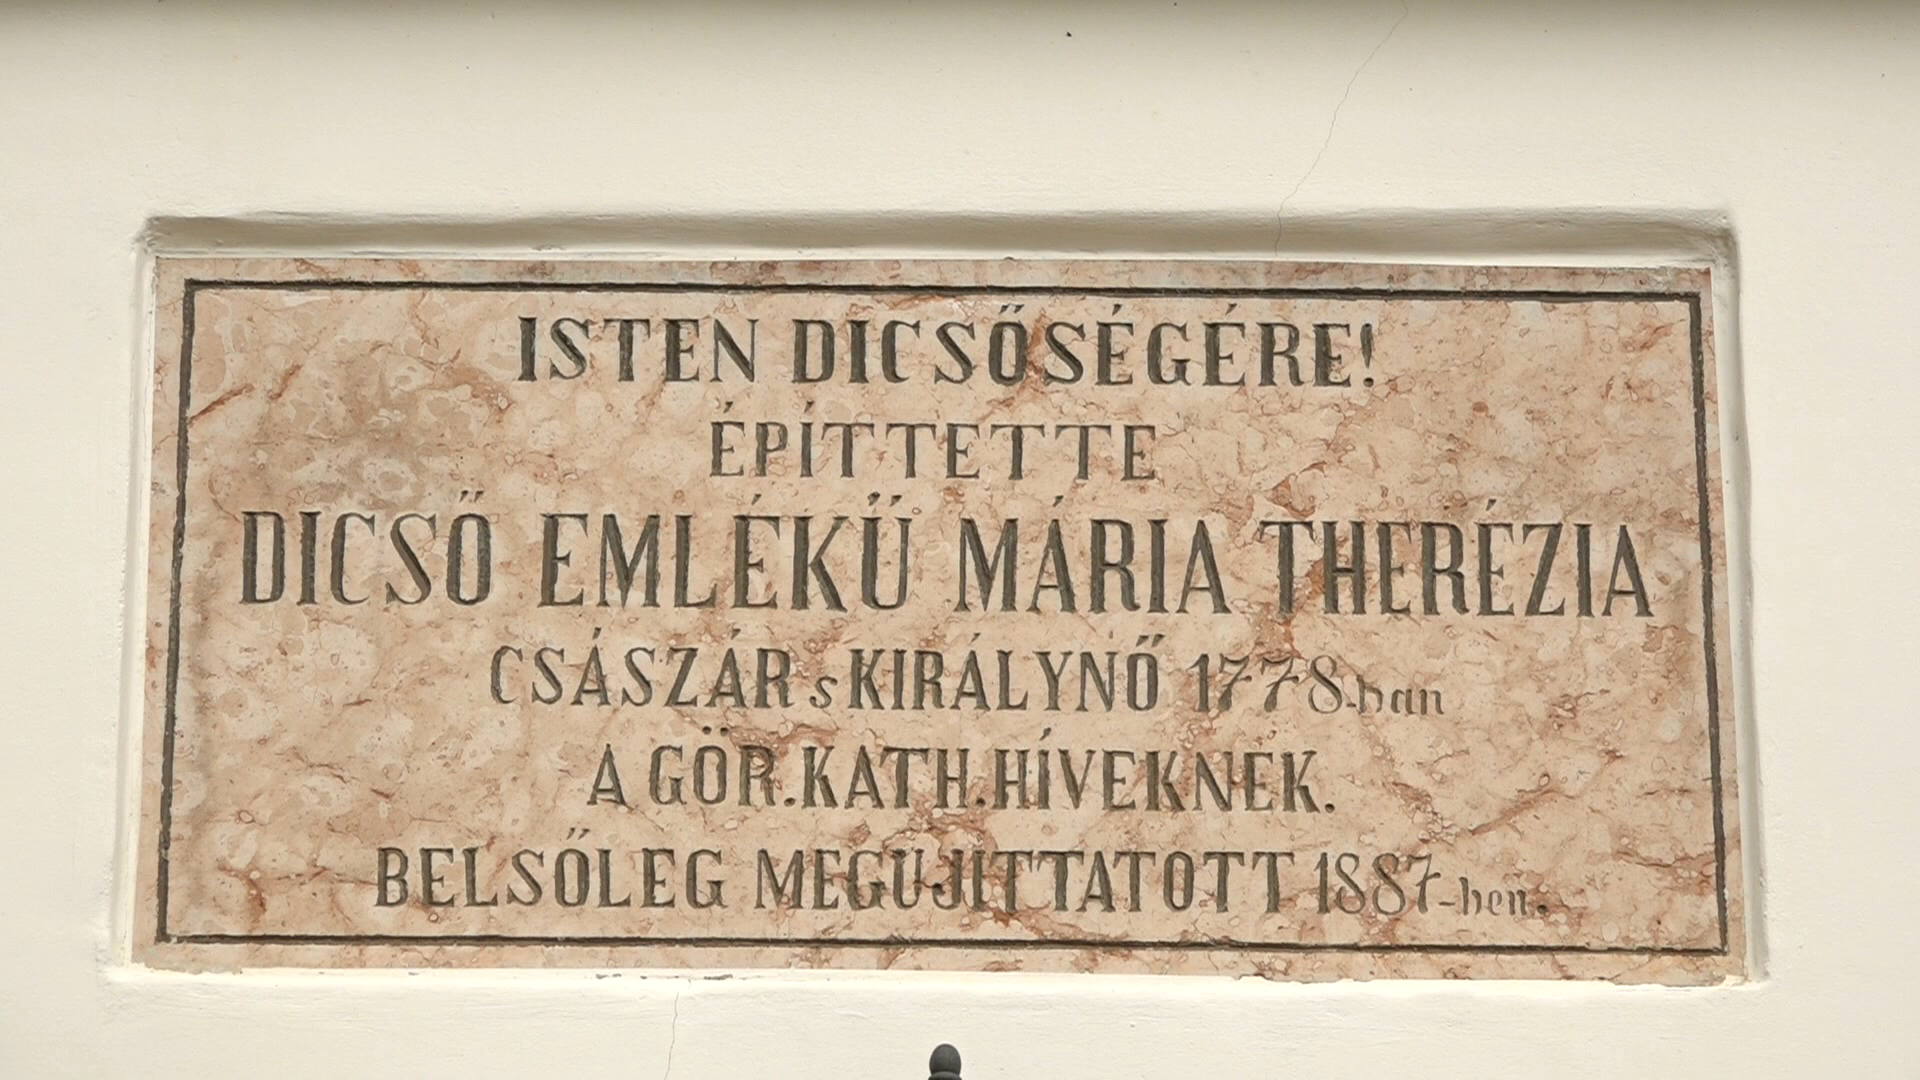 ISTEN DICSŐSÉGÉRE!
ÉPÍTTETTE
DICSŐ EMLÉKŰ MÁRIA THERÉZIA
CSÁSZÁR s KIRÁLYNŐ 1778-ban
A GÖR. KATH. HÍVEKNEK.
BELSŐLEG MEGUJITTATOTT 1887-ben.